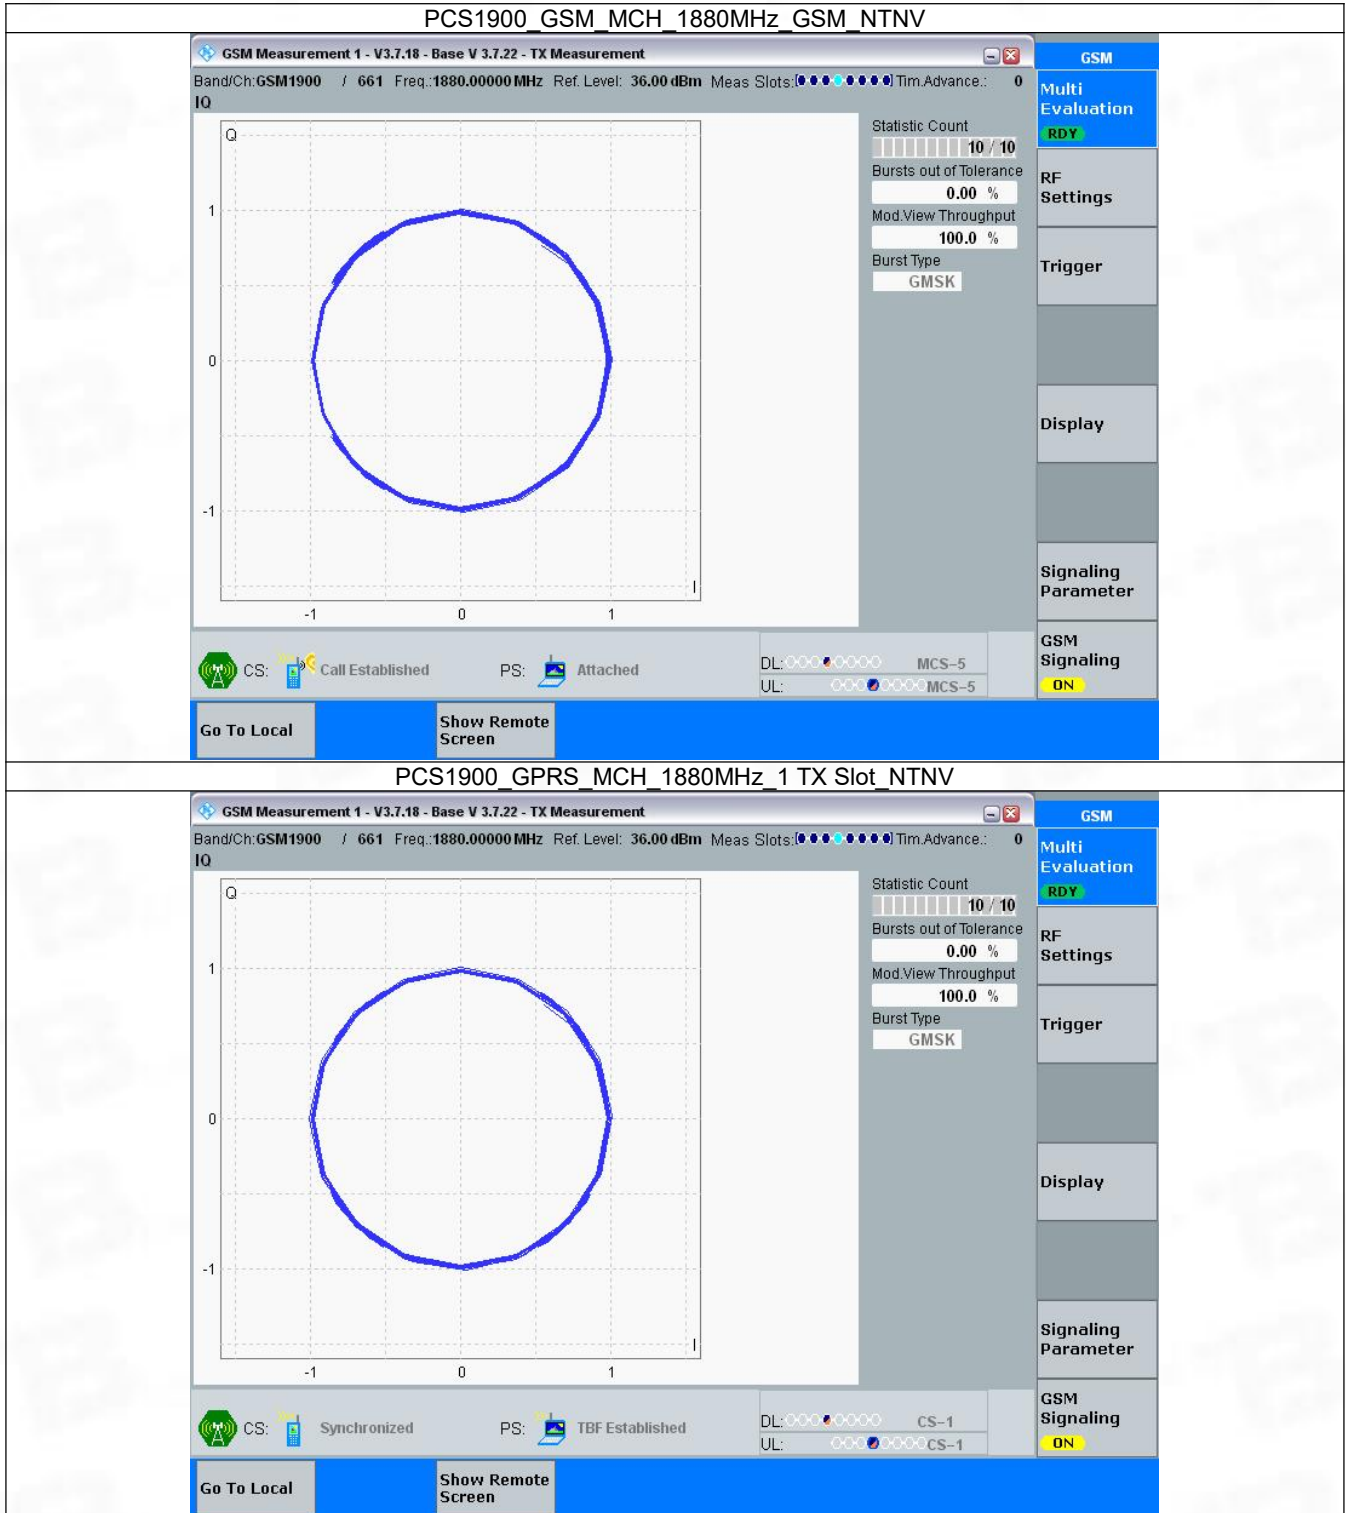 PCS1900_GSM_MCH_1880MHz_GSM_NTNV
GSM Measurement 1 - V3.7.18 - Base V 3.7.22 - TX Measurement
GSM
Band/Ch:GSM1900 / 661 Freq.:1880.00000 MHz Ref. Level: 36.00 dBm Meas Slots: Tim.Advance.: 0
IQ
Multi
Evaluation
RDY
Q
Statistic Count
10 / 10
Bursts out of Tolerance
0.00 %
RF
Settings
1
Mod.View Throughput
100.0 %
Burst Type
GMSK
Trigger
0
Display
-1
Signaling
Parameter
I
-1 0 1
GSM
Signaling
ON
CS: Call Established PS: Attached
DL: MCS-5
UL: MCS-5
Go To Local
Show Remote
Screen
PCS1900_GPRS_MCH_1880MHz_1 TX Slot_NTNV
GSM Measurement 1 - V3.7.18 - Base V 3.7.22 - TX Measurement
GSM
Band/Ch:GSM1900 / 661 Freq.:1880.00000 MHz Ref. Level: 36.00 dBm Meas Slots: Tim.Advance.: 0
IQ
Multi
Evaluation
RDY
Q
Statistic Count
10 / 10
Bursts out of Tolerance
0.00 %
RF
Settings
1
Mod.View Throughput
100.0 %
Burst Type
GMSK
Trigger
0
Display
-1
Signaling
Parameter
I
-1 0 1
GSM
Signaling
ON
CS: Synchronized PS: TBF Established
DL: CS-1
UL: CS-1
Go To Local
Show Remote
Screen